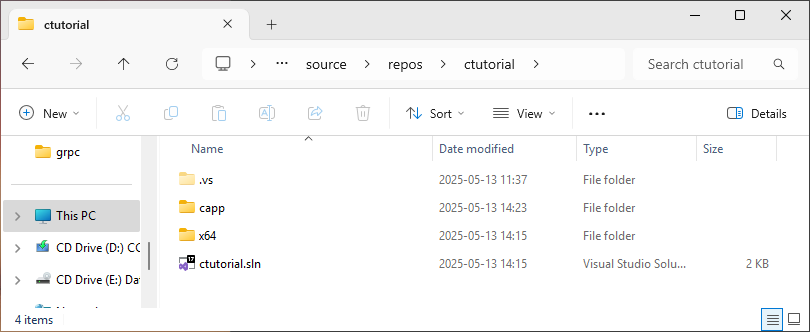 ctutorial
source repos ctutorial Search ctutorial
New Sort View Details
grpc
This PC
CD Drive (D:) CC
CD Drive (E:) Dat
Name Date modified Type Size
.vs 2025-05-13 11:37 File folder
capp 2025-05-13 14:23 File folder
x64 2025-05-13 14:15 File folder
ctutorial.sln 2025-05-13 14:15 Visual Studio Solu... 2 KB
4 items